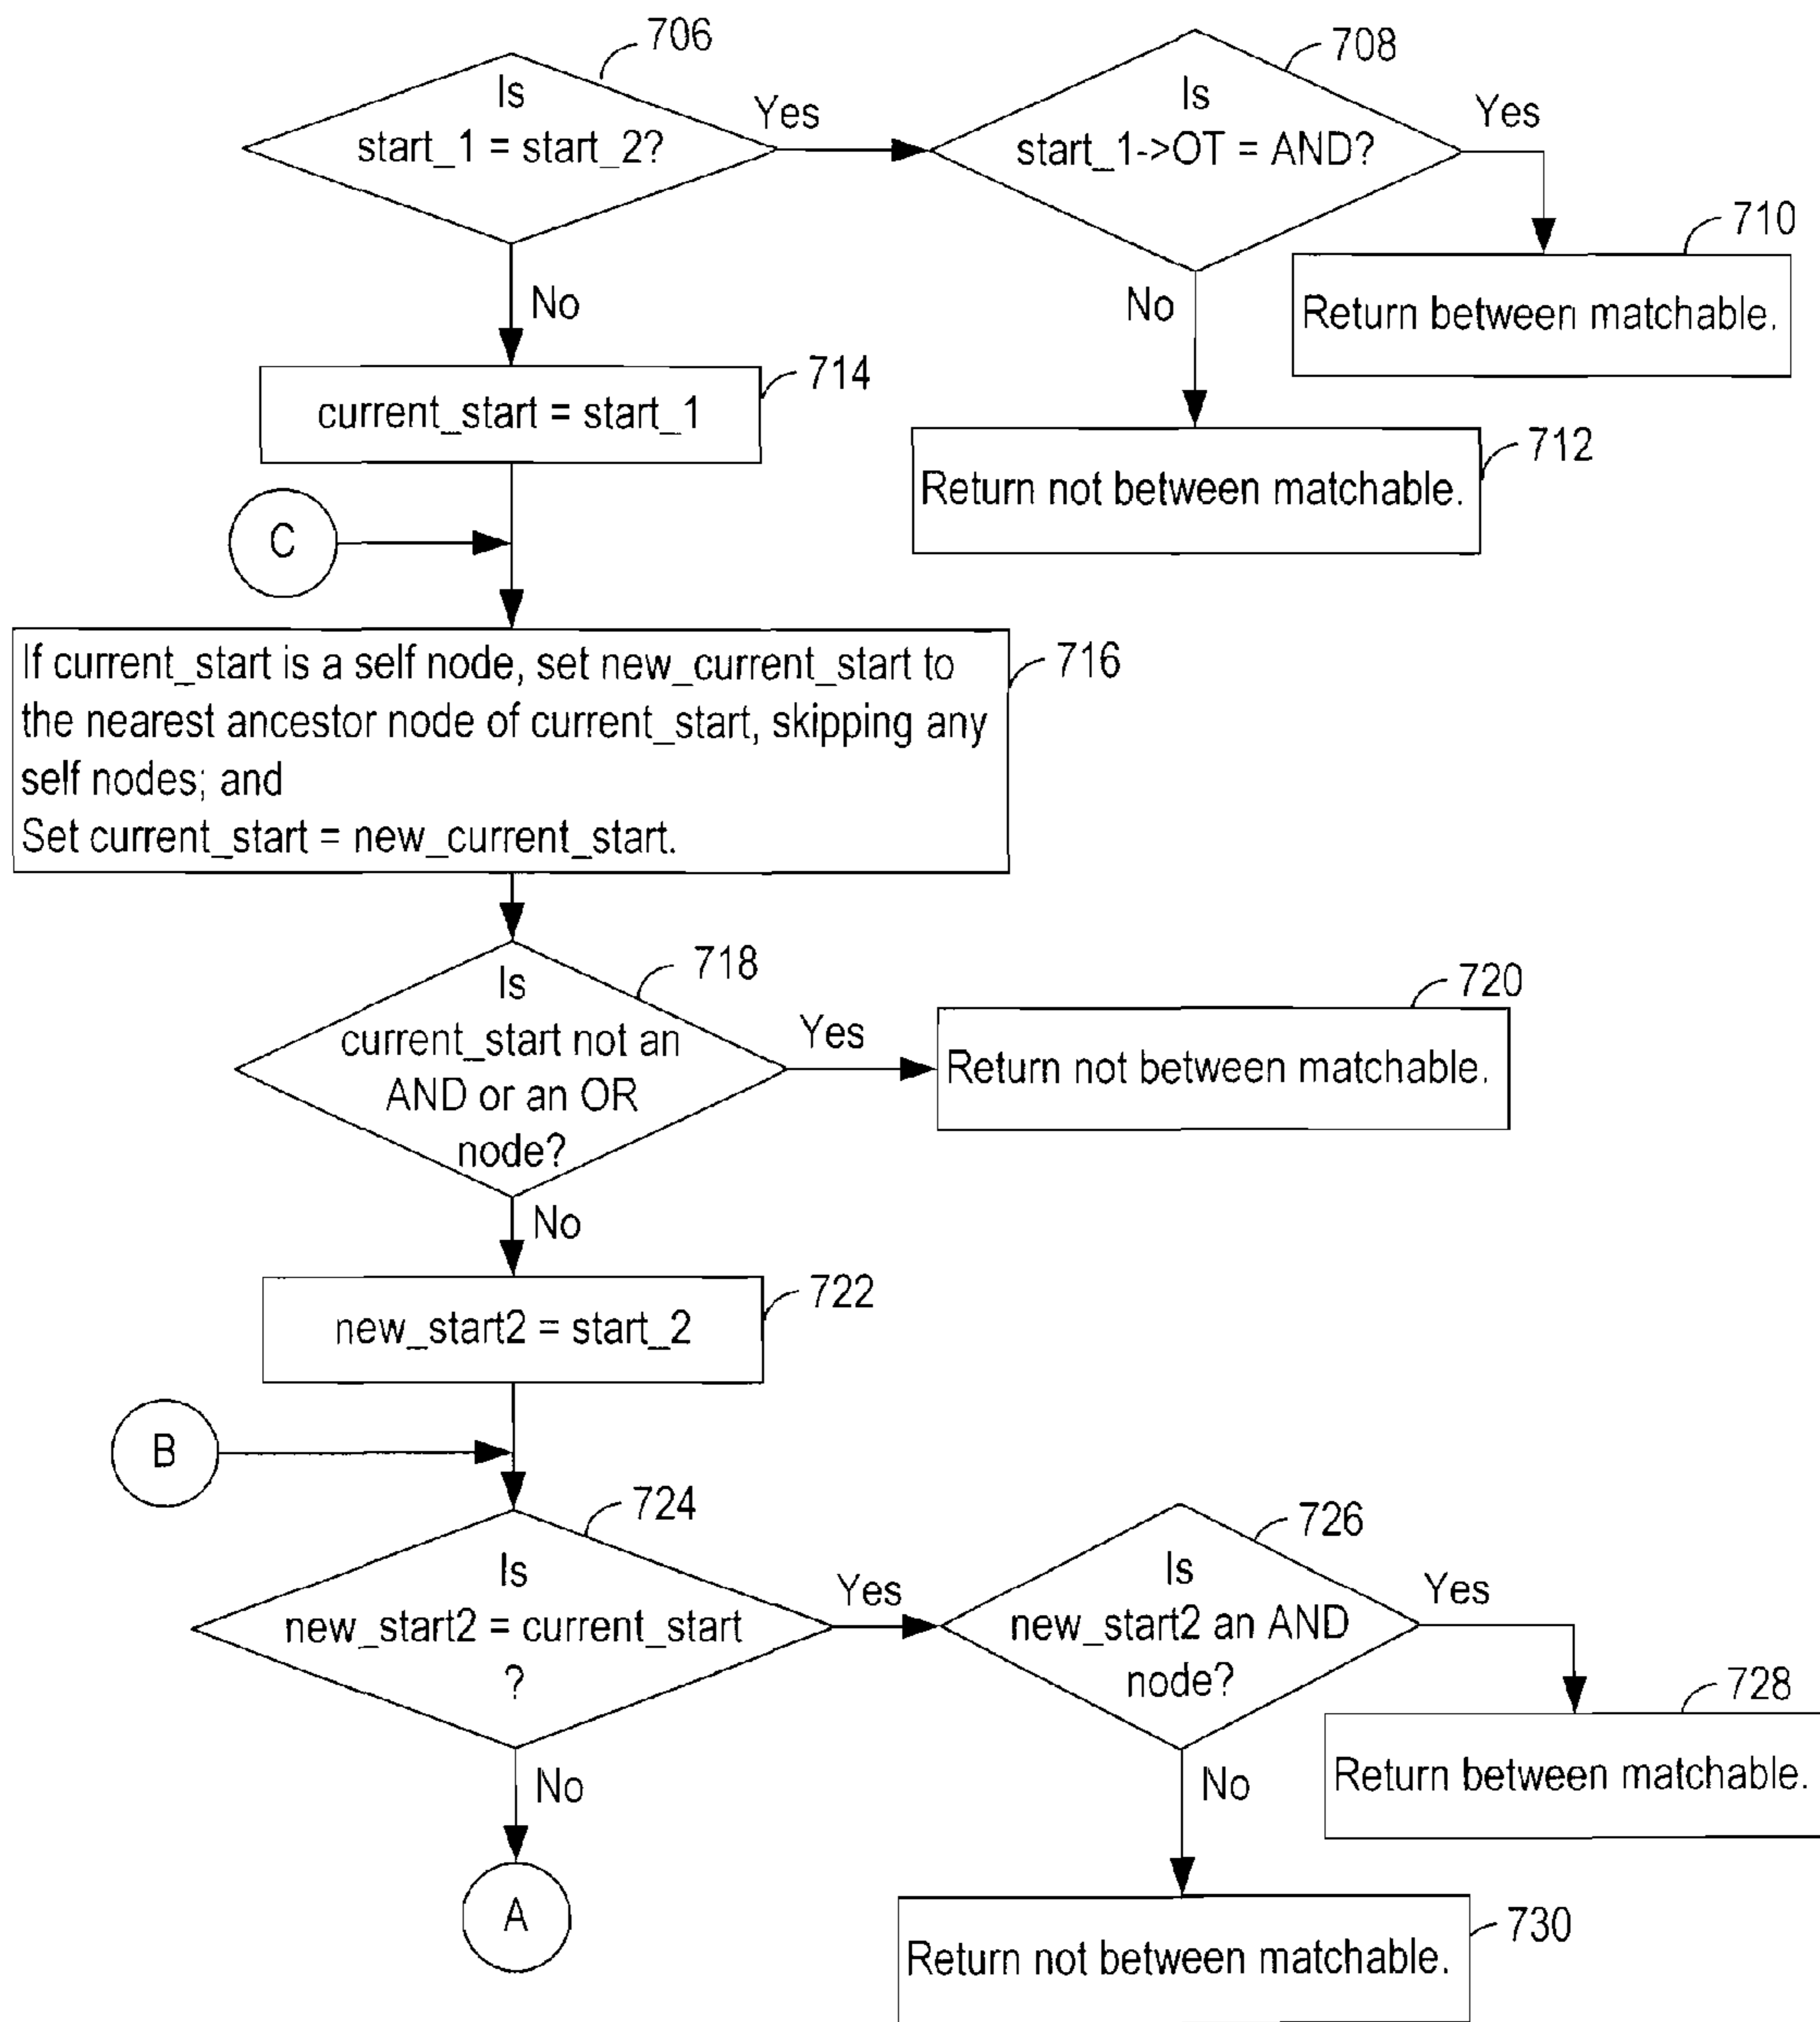 706
Is
start_1 = start_2?
Yes
708
Is
start_1->OT = AND?
Yes
710
Return between matchable.
No
712
Return not between matchable.
No
714
current_start = start_1
C
716
If current_start is a self node, set new_current_start to
the nearest ancestor node of current_start, skipping any
self nodes; and
Set current_start = new_current_start.
718
Is
current_start not an
AND or an OR
node?
Yes
720
Return not between matchable.
No
722
new_start2 = start_2
B
724
Is
new_start2 = current_start
?
Yes
726
Is
new_start2 an AND
node?
Yes
728
Return between matchable.
No
730
Return not between matchable.
No
A